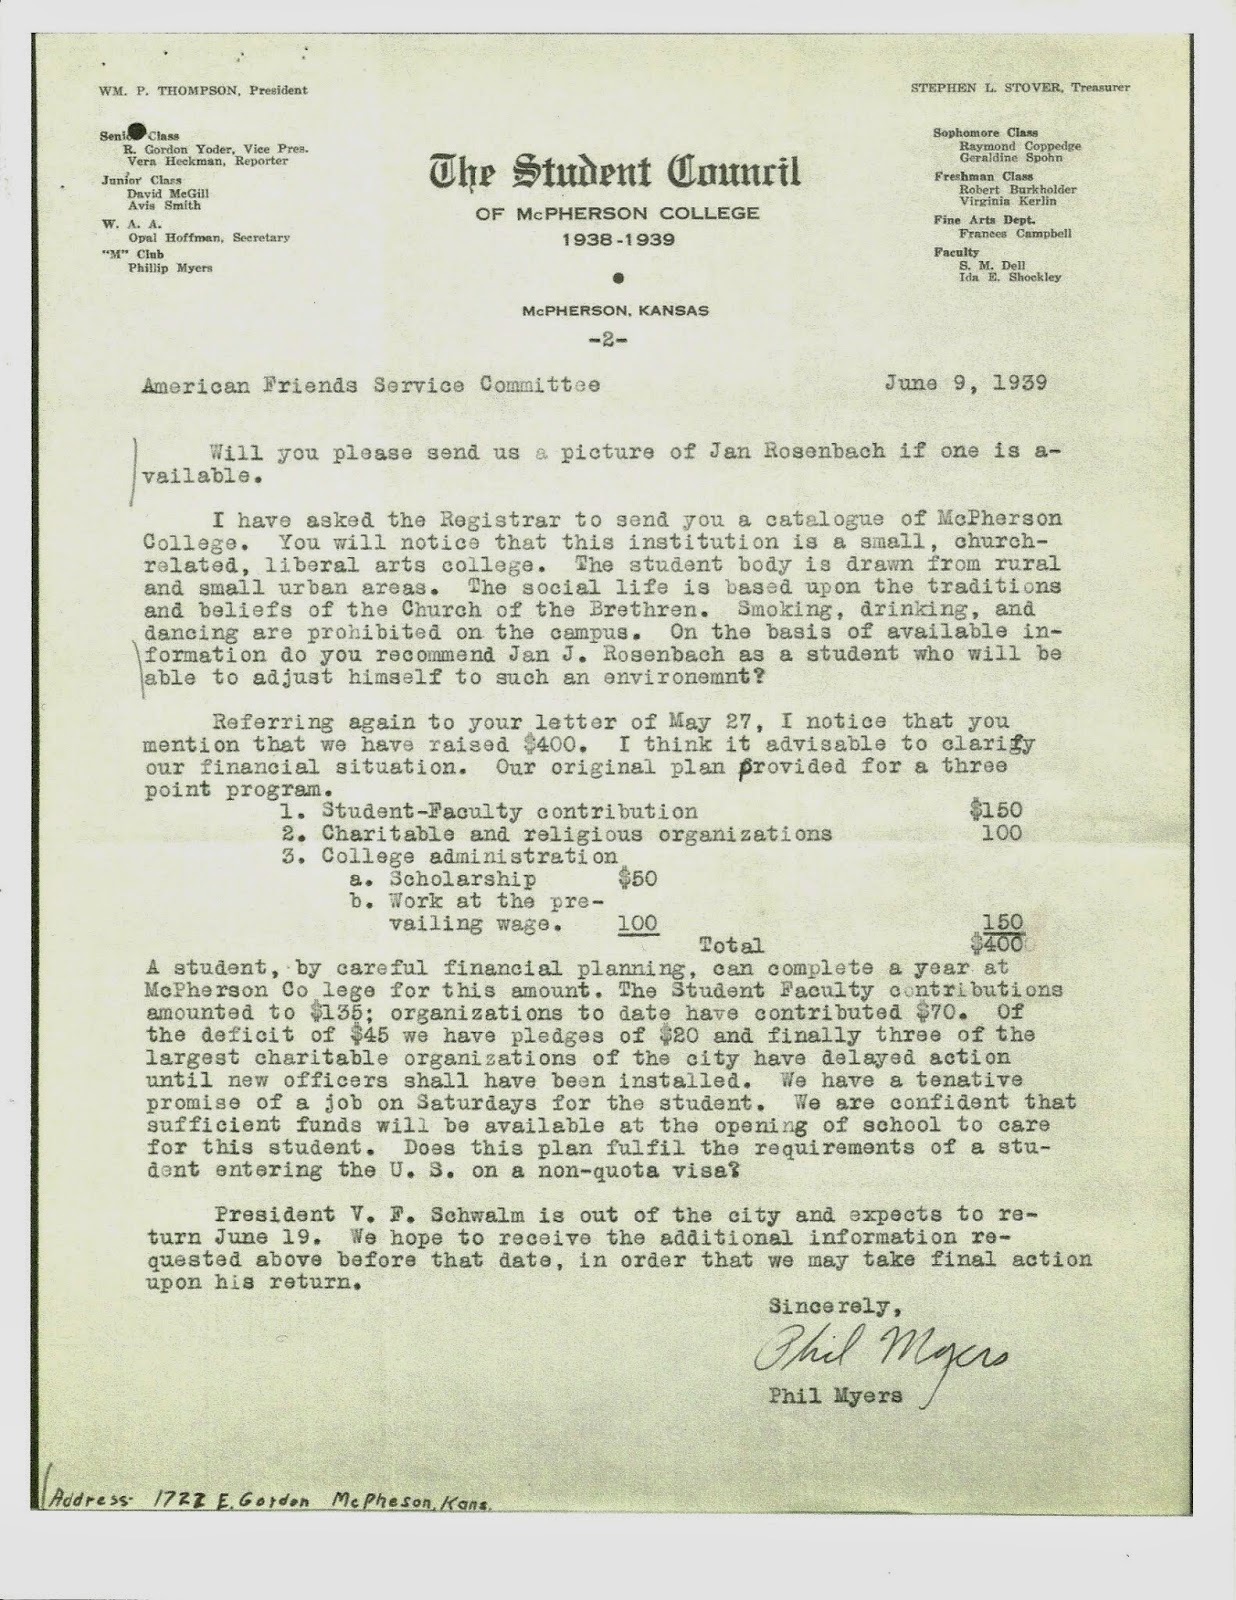 WM. P. THOMPSON, President
Senior Class
R. Gordon Yoder, Vice Pres.
Vera Heckman, Reporter
Junior Class
David McGill
Avis Smith
W. A. A.
Opal Hoffman, Secretary
"M" Club
Phillip Myers
The Student Council
OF McPHERSON COLLEGE
1938-1939
McPHERSON, KANSAS
STEPHEN L. STOVER, Treasurer
Sophomore Class
Raymond Coppedge
Geraldine Spohn
Freshman Class
Robert Burkholder
Virginia Kerlin
Fine Arts Dept.
Frances Campbell
Faculty
S. M. Dell
Ida E. Shockley
-2-
American Friends Service Committee June 9, 1939
Will you please send us a picture of Jan Rosenbach if one is a-
vailable.
I have asked the Registrar to send you a catalogue of McPherson
College. You will notice that this institution is a small, church-
related, liberal arts college. The student body is drawn from rural
and small urban areas. The social life is based upon the traditions
and beliefs of the Church of the Brethren. Smoking, drinking, and
dancing are prohibited on the campus. On the basis of available in-
formation do you recommend Jan J. Rosenbach as a student who will be
able to adjust himself to such an environemnt?
Referring again to your letter of May 27, I notice that you
mention that we have raised $400. I think it advisable to clarify
our financial situation. Our original plan provided for a three
point program.
1. Student-Faculty contribution $150
2. Charitable and religious organizations 100
3. College administration
a. Scholarship $50
b. Work at the pre-
vailing wage. 100 150
Total $400
A student, by careful financial planning, can complete a year at
McPherson Co lege for this amount. The Student Faculty contributions
amounted to $135; organizations to date have contributed $70. Of
the deficit of $45 we have pledges of $20 and finally three of the
largest charitable organizations of the city have delayed action
until new officers shall have been installed. We have a tenative
promise of a job on Saturdays for the student. We are confident that
sufficient funds will be available at the opening of school to care
for this student. Does this plan fulfil the requirements of a stu-
dent entering the U. S. on a non-quota visa?
President V. F. Schwalm is out of the city and expects to re-
turn June 19. We hope to receive the additional information re-
quested above before that date, in order that we may take final action
upon his return.
Sincerely,
Phil Myers
Phil Myers
Address- 1722 E. Gordon McPheson, Kans.